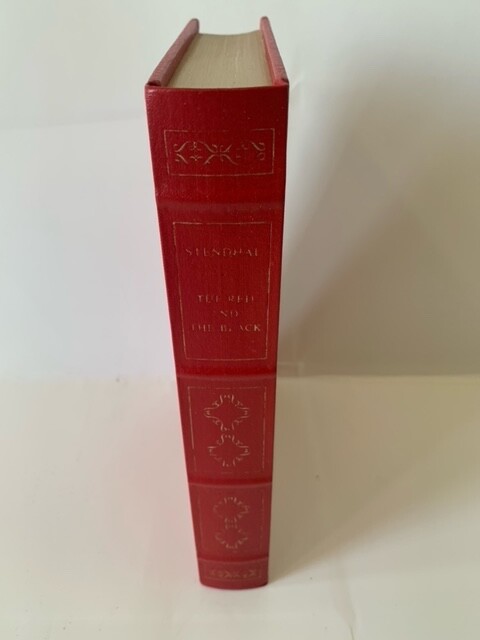 STENDHAL
THE RED
AND
THE BLACK